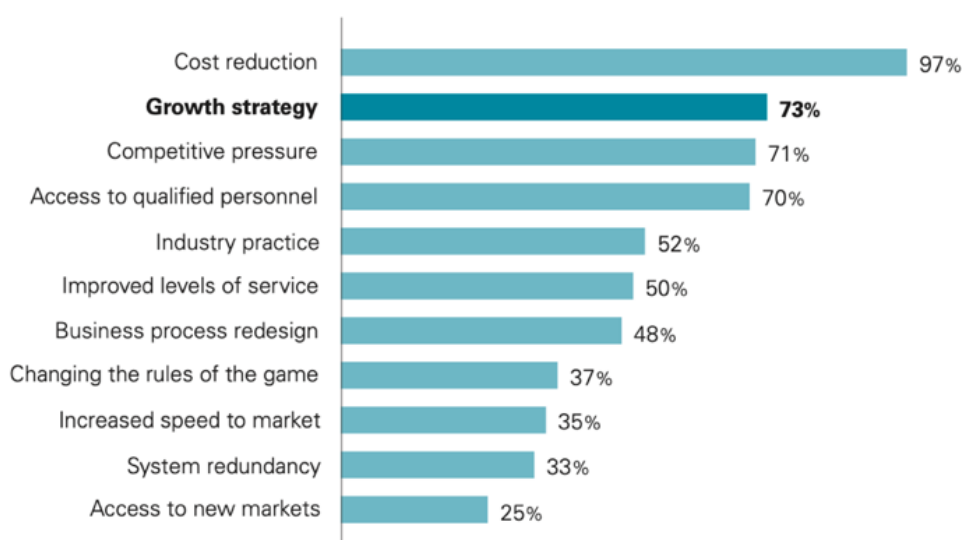 Cost reduction 97%
Growth strategy 73%
Competitive pressure 71%
Access to qualified personnel 70%
Industry practice 52%
Improved levels of service 50%
Business process redesign 48%
Changing the rules of the game 37%
Increased speed to market 35%
System redundancy 33%
Access to new markets 25%